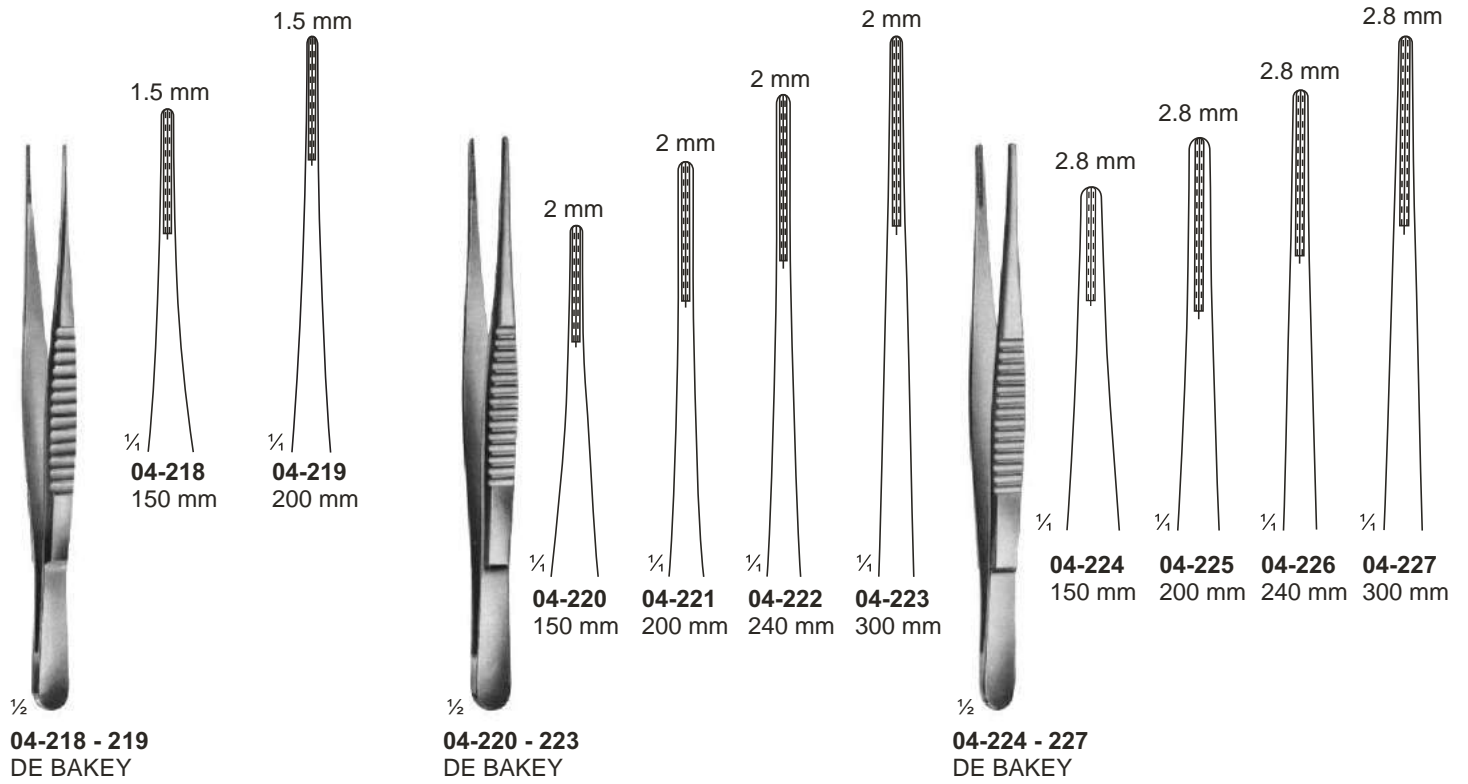 1.5 mm
1.5 mm
⅟₁
04-218
150 mm
⅟₁
04-219
200 mm
½
04-218 - 219
DE BAKEY
2 mm
2 mm
2 mm
2 mm
⅟₁
04-220
150 mm
⅟₁
04-221
200 mm
⅟₁
04-222
240 mm
⅟₁
04-223
300 mm
½
04-220 - 223
DE BAKEY
2.8 mm
2.8 mm
2.8 mm
2.8 mm
⅟₁
04-224
150 mm
⅟₁
04-225
200 mm
⅟₁
04-226
240 mm
⅟₁
04-227
300 mm
½
04-224 - 227
DE BAKEY